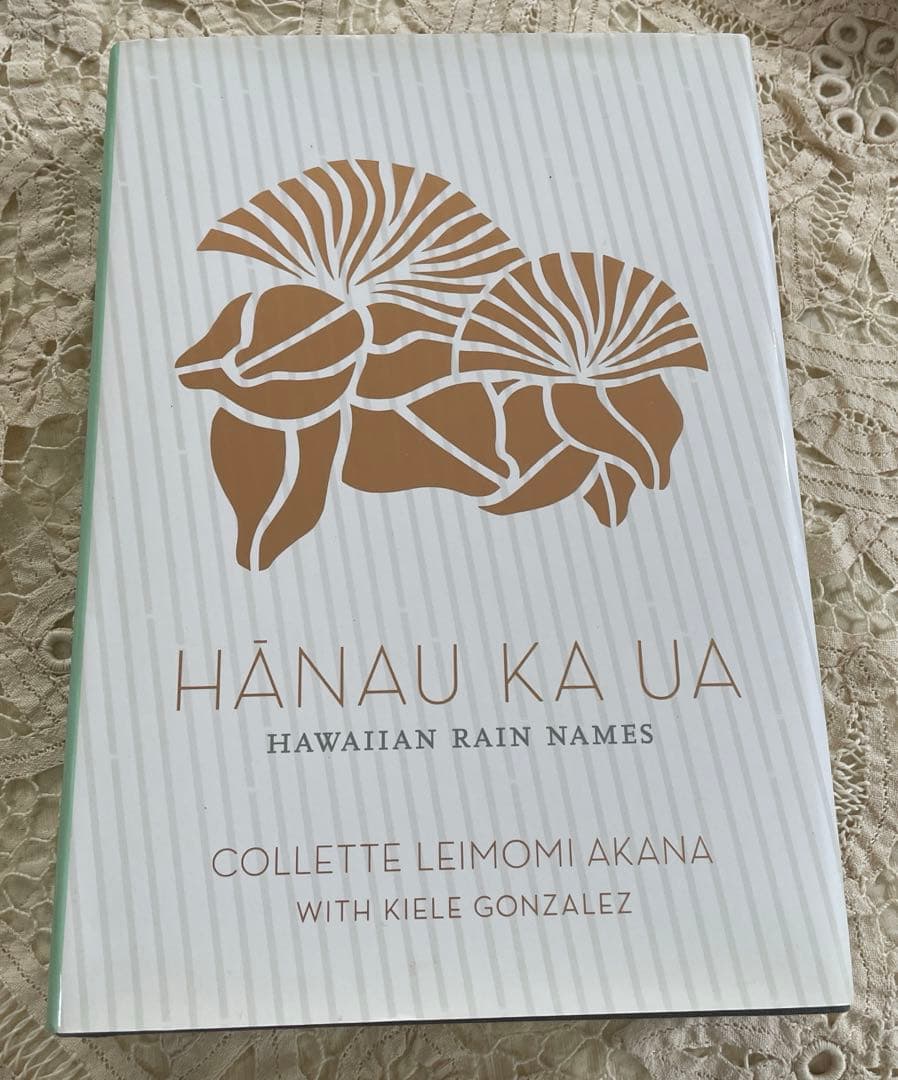 HĀNAU KA UA
HAWAIIAN RAIN NAMES
COLLETTE LEIMOMI AKANA
WITH KIELE GONZALEZ